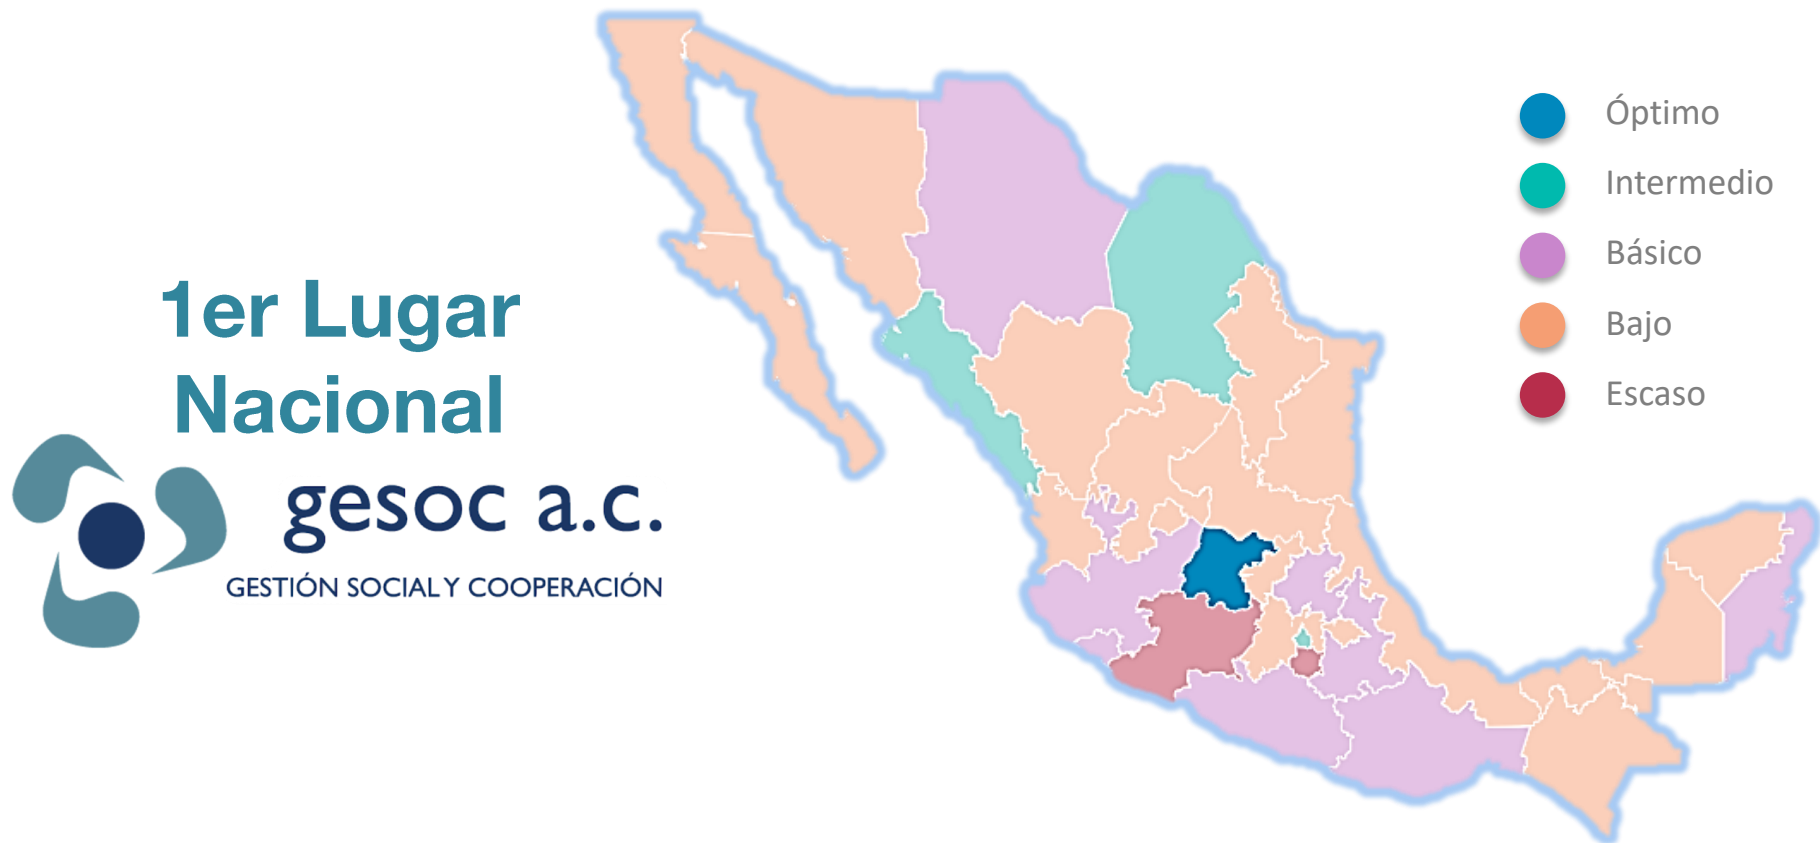 1er Lugar
Nacional
gesoc a.c.
GESTIÓN SOCIAL Y COOPERACIÓN
Óptimo
Intermedio
Básico
Bajo
Escaso